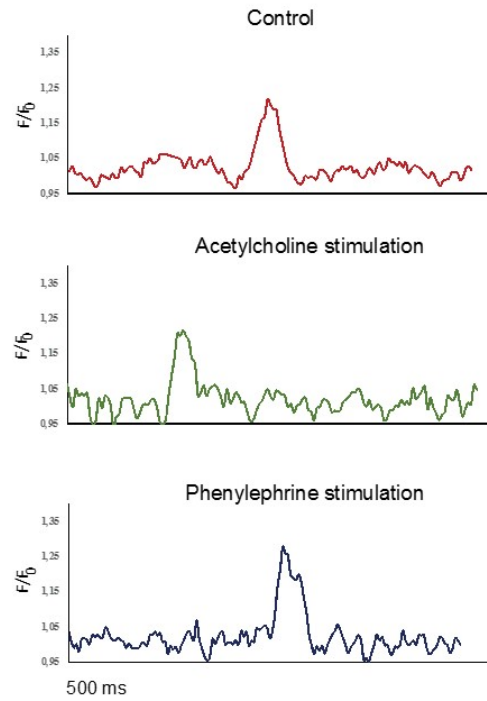 Control
1,35
1,25
1,15
1,05
0,95
F/F0
Acetylcholine stimulation
1,35
1,25
1,15
1,05
0,95
F/F0
Phenylephrine stimulation
1,35
1,25
1,15
1,05
0,95
F/F0
500 ms